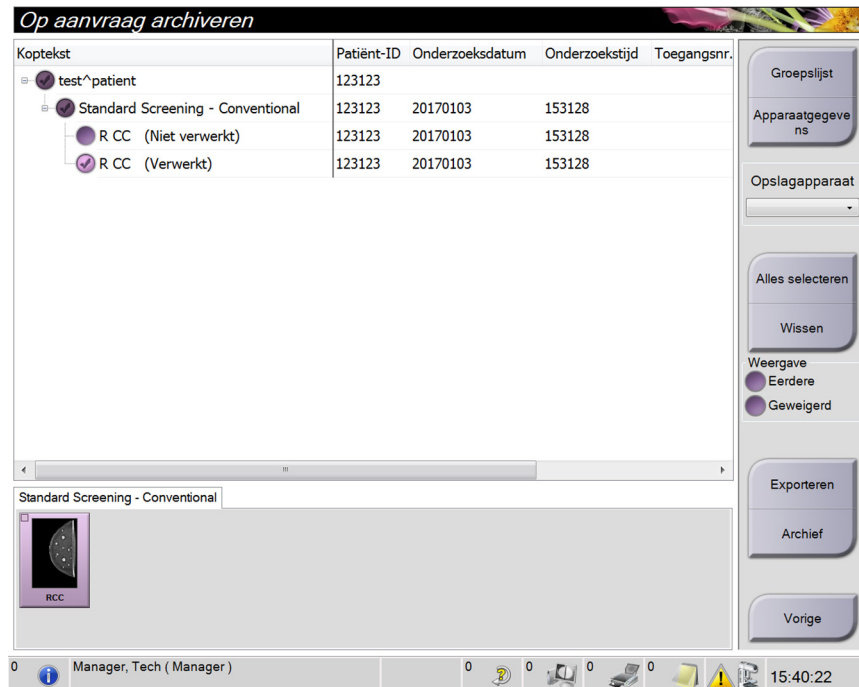 Op aanvraag archiveren
Koptekst Patiënt-ID Onderzoeksdatum Onderzoekstijd Toegangsnr.
test^patient 123123
Standard Screening - Conventional 123123 20170103 153128
R CC (Niet verwerkt) 123123 20170103 153128
R CC (Verwerkt) 123123 20170103 153128
Groepslijst
Apparaatgegeve
ns
Opslagapparaat
Alles selecteren
Wissen
Weergave
Eerdere
Geweigerd
Exporteren
Archief
Vorige
Standard Screening - Conventional
RCC
0 Manager, Tech ( Manager ) 0 0 0 0 15:40:22